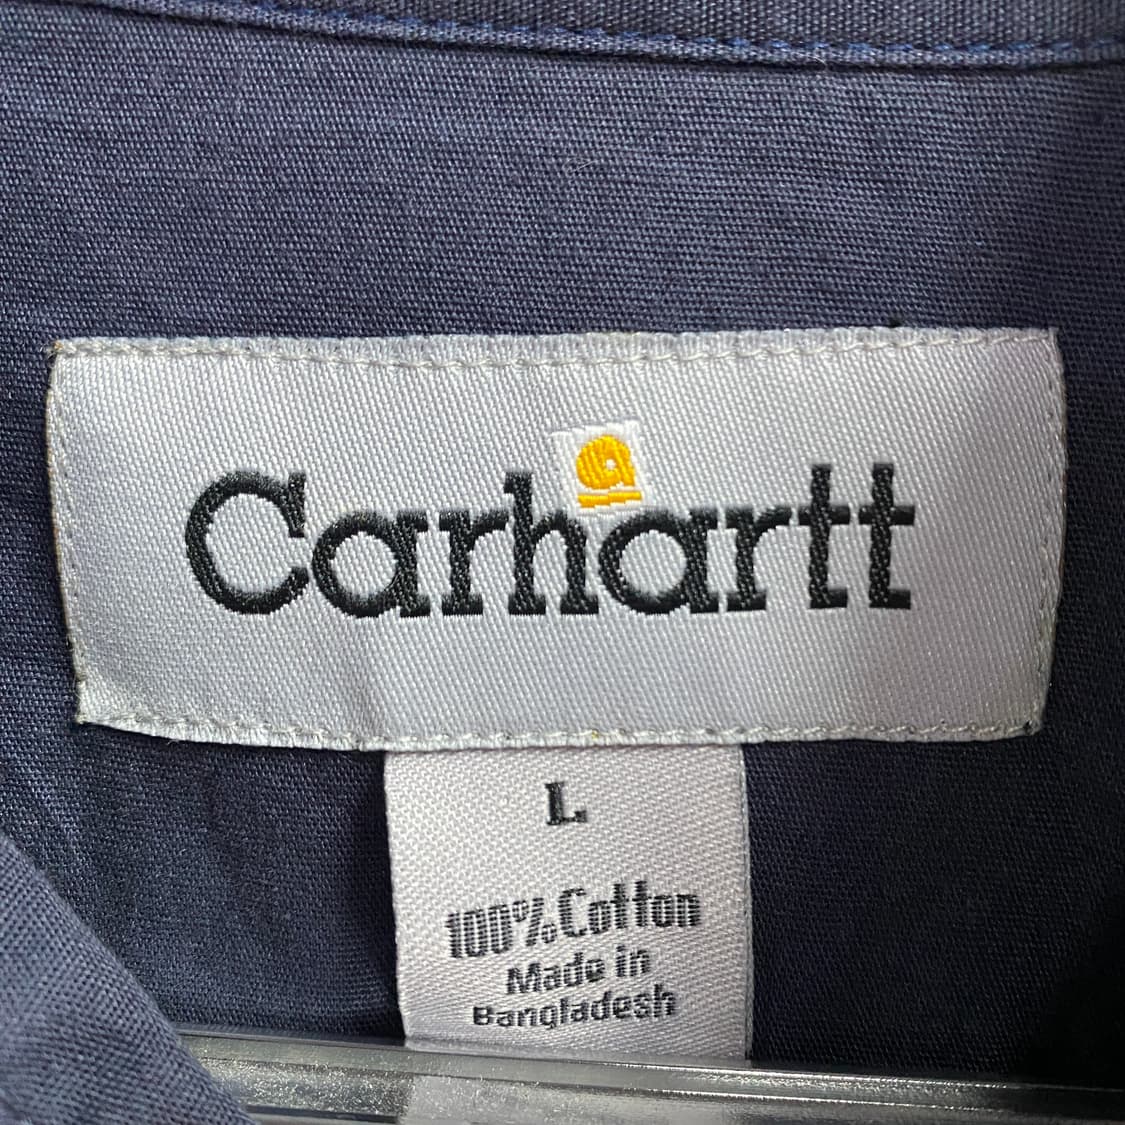 Carhartt
L
100% Cotton
Made in
Bangladesh